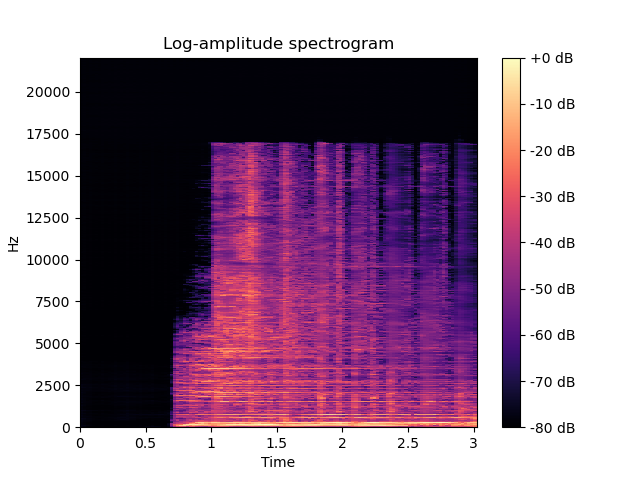 Log-amplitude spectrogram
+0 dB
20000
-10 dB
17500
-20 dB
15000
-30 dB
12500
Hz
-40 dB
10000
-50 dB
7500
-60 dB
5000
2500
-70 dB
0
-80 dB
0 0.5 1 1.5 2 2.5 3
Time